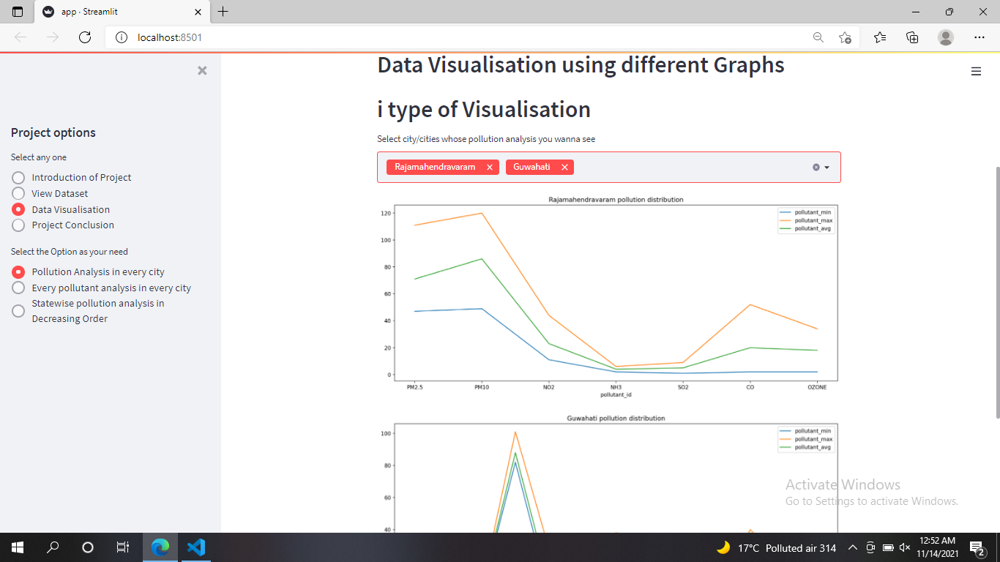 app · Streamlit
localhost:8501
Data Visualisation using different Graphs
i type of Visualisation
Select city/cities whose pollution analysis you wanna see
Rajamahendravaram
Guwahati
Project options
Select any one
Introduction of Project
View Dataset
Data Visualisation
Project Conclusion
Select the Option as your need
Pollution Analysis in every city
Every pollutant analysis in every city
Statewise pollution analysis in
Decreasing Order
Rajamahendravaram pollution distribution
pollutant_min
pollutant_max
pollutant_avg
120
100
80
60
40
20
0
PM2.5 PM10 NO2 NH3 SO2 CO OZONE
pollutant_id
Guwahati pollution distribution
pollutant_min
pollutant_max
pollutant_avg
100
80
60
40
Activate Windows
Go to Settings to activate Windows.
17°C Polluted air 314
12:52 AM
11/14/2021
2